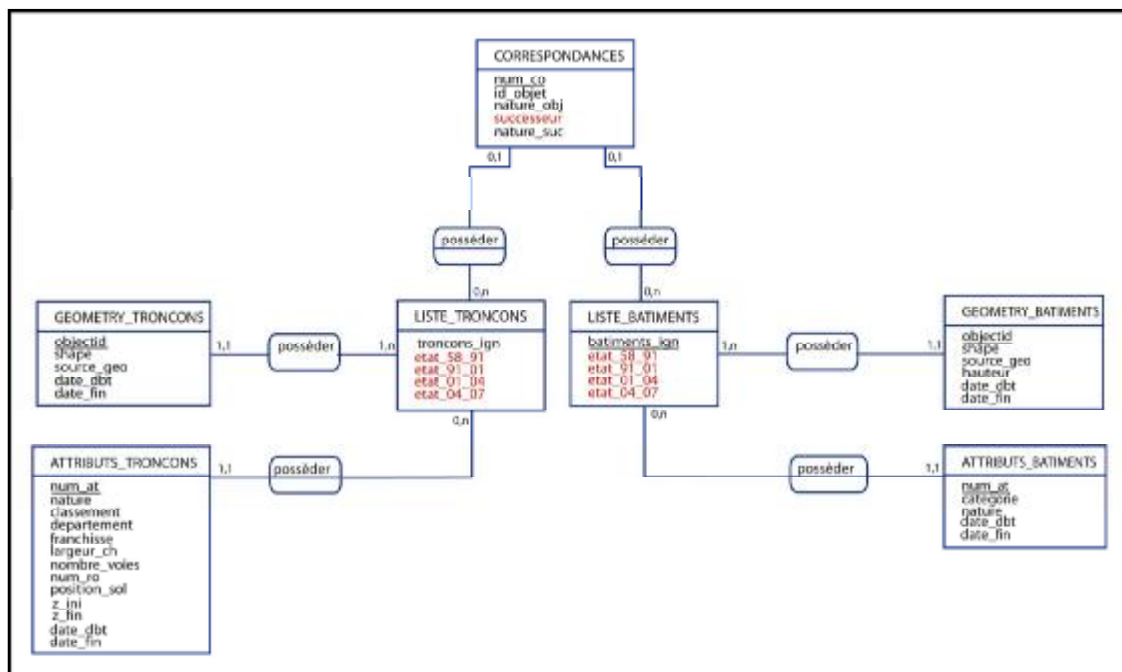 CORRESPONDANCES
num_co
id_objet
nature_obj
successeur
nature_suc
0,1
0,1
posséder
posséder
0,n
0,n
GEOMETRY_TRONCONS
objectid
shape
source_geo
date_dbt
date_fin
1,1
posséder
1,n
LISTE_TRONCONS
troncons_ign
etat_58_91
etat_91_01
etat_01_04
etat_04_07
0,n
LISTE_BATIMENTS
batiments_ign
etat_58_91
etat_91_01
etat_01_04
etat_04_07
0,n
1,n
posséder
1,1
GEOMETRY_BATIMENTS
objectid
shape
source_geo
hauteur
date_dbt
date_fin
ATTRIBUTS_TRONCONS
num_at
nature
classement
departement
franchisse
largeur_ch
nombre_voies
num_ro
position_sol
z_ini
z_fin
date_dbt
date_fin
1,1
posséder
posséder
1,1
ATTRIBUTS_BATIMENTS
num_at
categorie
nature
date_dbt
date_fin